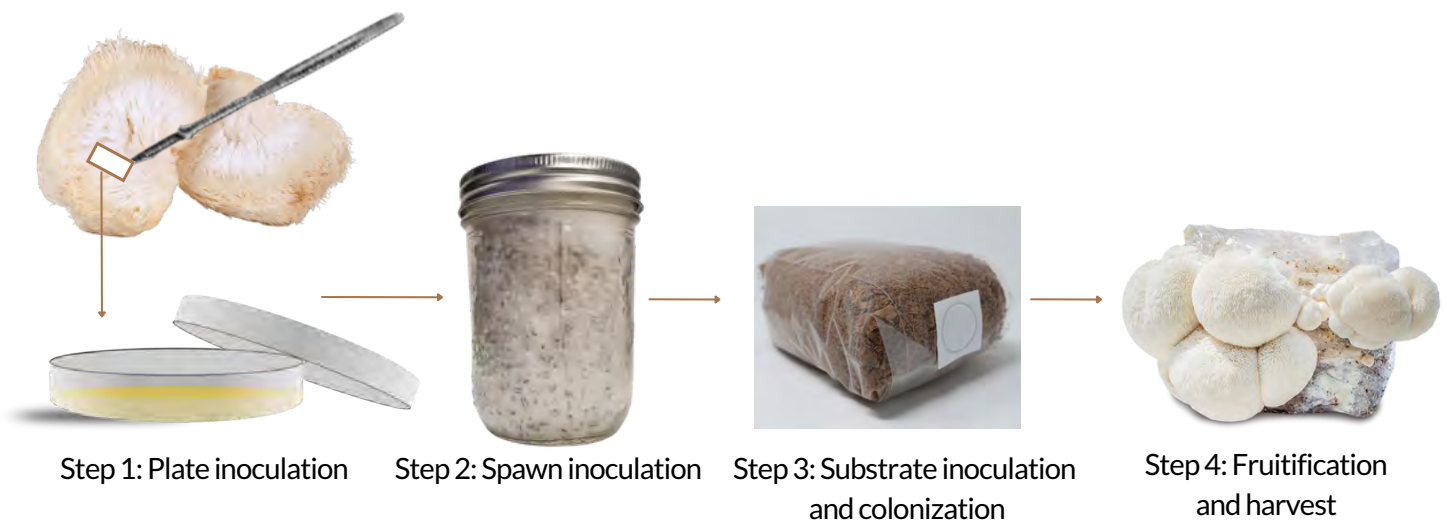 Step 1: Plate inoculation
Step 2: Spawn inoculation
Step 3: Substrate inoculation
and colonization
Step 4: Fruitification
and harvest